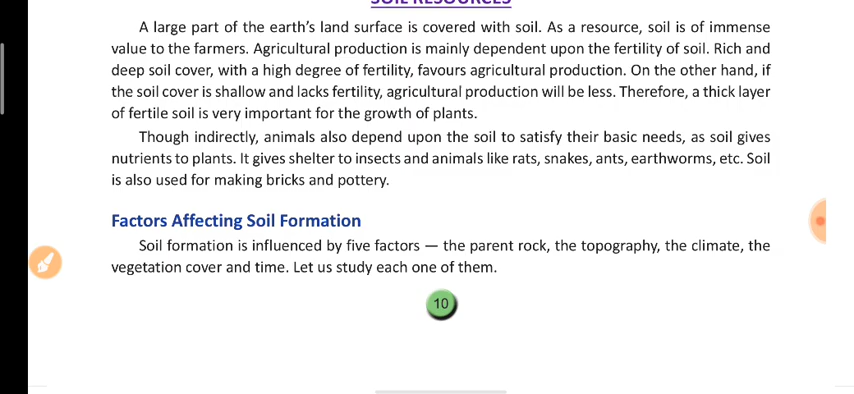 SOIL RESOURCES
A large part of the earth's land surface is covered with soil. As a resource, soil is of immense
value to the farmers. Agricultural production is mainly dependent upon the fertility of soil. Rich and
deep soil cover, with a high degree of fertility, favours agricultural production. On the other hand, if
the soil cover is shallow and lacks fertility, agricultural production will be less. Therefore, a thick layer
of fertile soil is very important for the growth of plants.
Though indirectly, animals also depend upon the soil to satisfy their basic needs, as soil gives
nutrients to plants. It gives shelter to insects and animals like rats, snakes, ants, earthworms, etc. Soil
is also used for making bricks and pottery.
Factors Affecting Soil Formation
Soil formation is influenced by five factors — the parent rock, the topography, the climate, the
vegetation cover and time. Let us study each one of them.
10